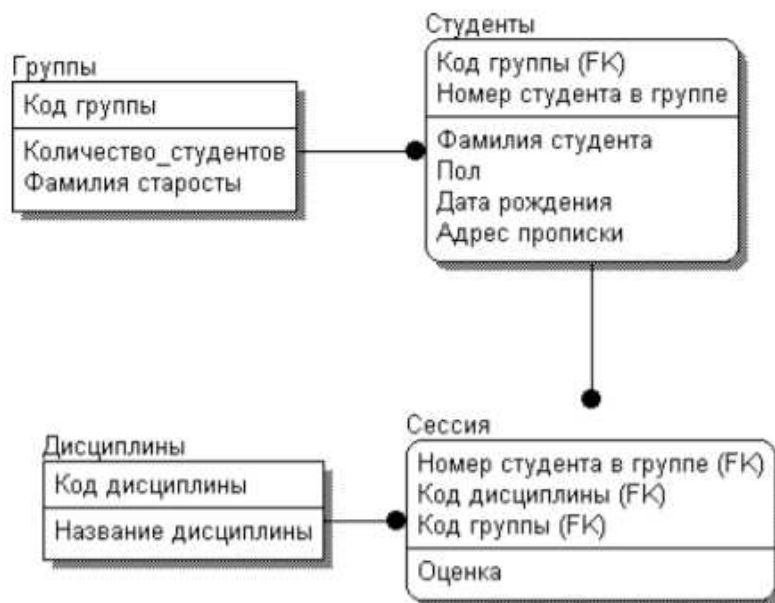 Группы
Код группы
Количество_студентов
Фамилия старосты
Студенты
Код группы (FK)
Номер студента в группе
Фамилия студента
Пол
Дата рождения
Адрес прописки
Дисциплины
Код дисциплины
Название дисциплины
Сессия
Номер студента в группе (FK)
Код дисциплины (FK)
Код группы (FK)
Оценка